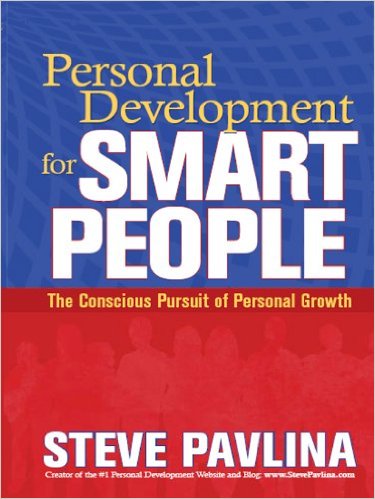 Personal
Development
for SMART
PEOPLE
The Conscious Pursuit of Personal Growth
STEVE PAVLINA
Creator of the #1 Personal Development Website and Blog: www.StevePavlina.com